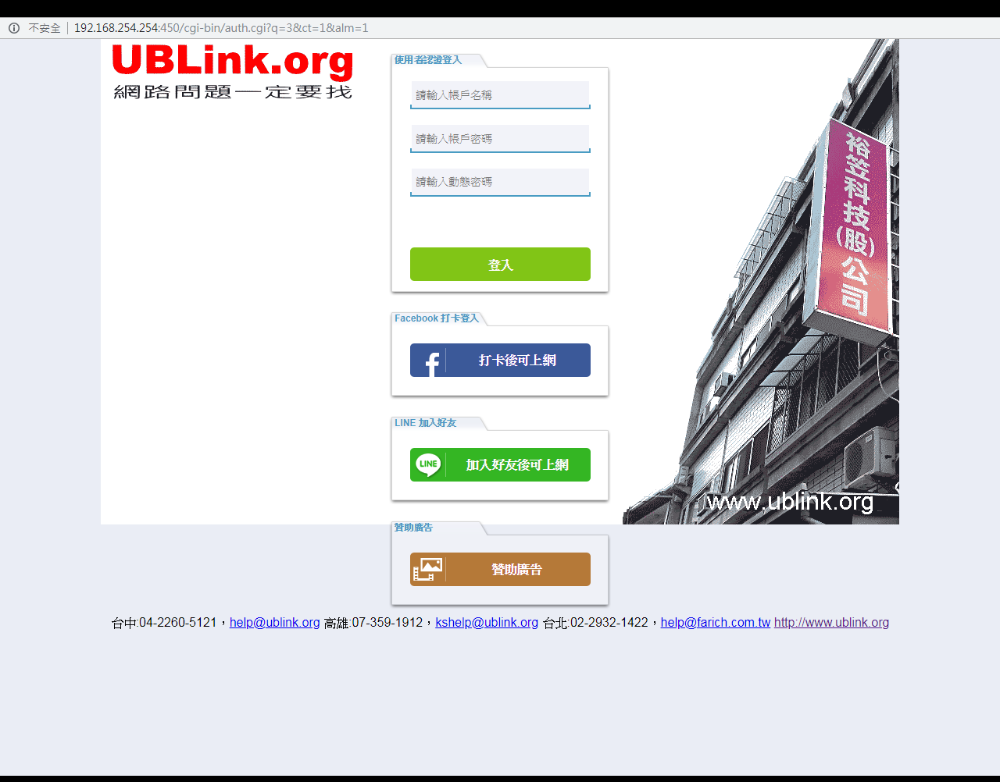 不安全 192.168.254.254:450/cgi-bin/auth.cgi?q=3&ct=1&alm=1
UBLink.org
網路問題一定要找
使用者認證登入
請輸入帳戶名稱
請輸入帳戶密碼
請輸入動態密碼
登入
Facebook 打卡登入
打卡後可上網
LINE 加入好友
LINE 加入好友後可上網
贊助廣告
贊助廣告
裕笠科技(股)公司
www.ublink.org
台中:04-2260-5121，help@ublink.org 高雄:07-359-1912，kshelp@ublink.org 台北:02-2932-1422，help@farich.com.tw http://www.ublink.org